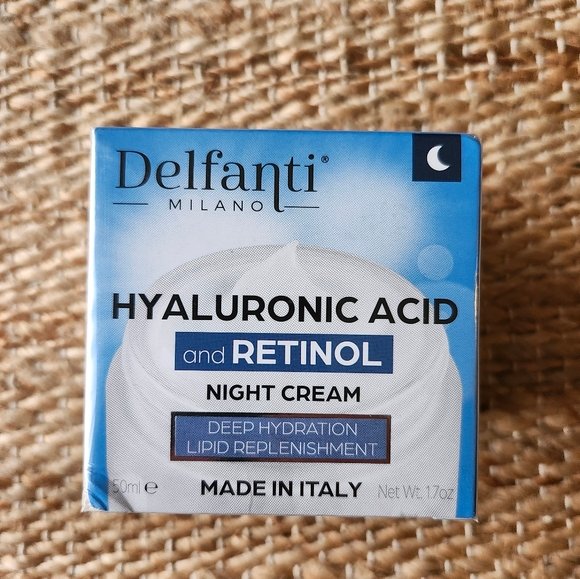 Delfanti®
MILANO
HYALURONIC ACID
and RETINOL
NIGHT CREAM
DEEP HYDRATION
LIPID REPLENISHMENT
50ml ℮ MADE IN ITALY Net Wt. 1.7oz